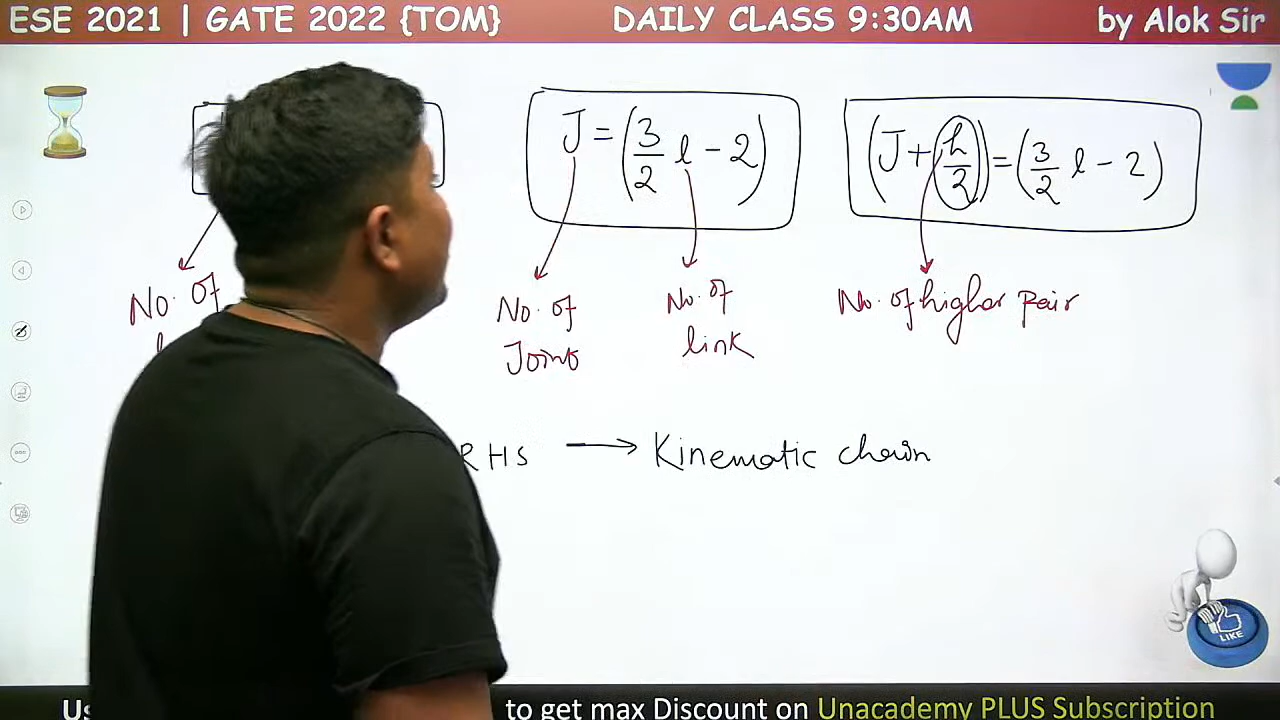 ESE 2021 | GATE 2022 {TOM} DAILY CLASS 9:30AM by Alok Sir
J = (3/2 l - 2)
(J + (h/2)) = (3/2 l - 2)
No. of
No. of
Joint
No. of
link
No. of higher pair
RHS → Kinematic chain
LIKE
to get max Discount on Unacademy PLUS Subscription